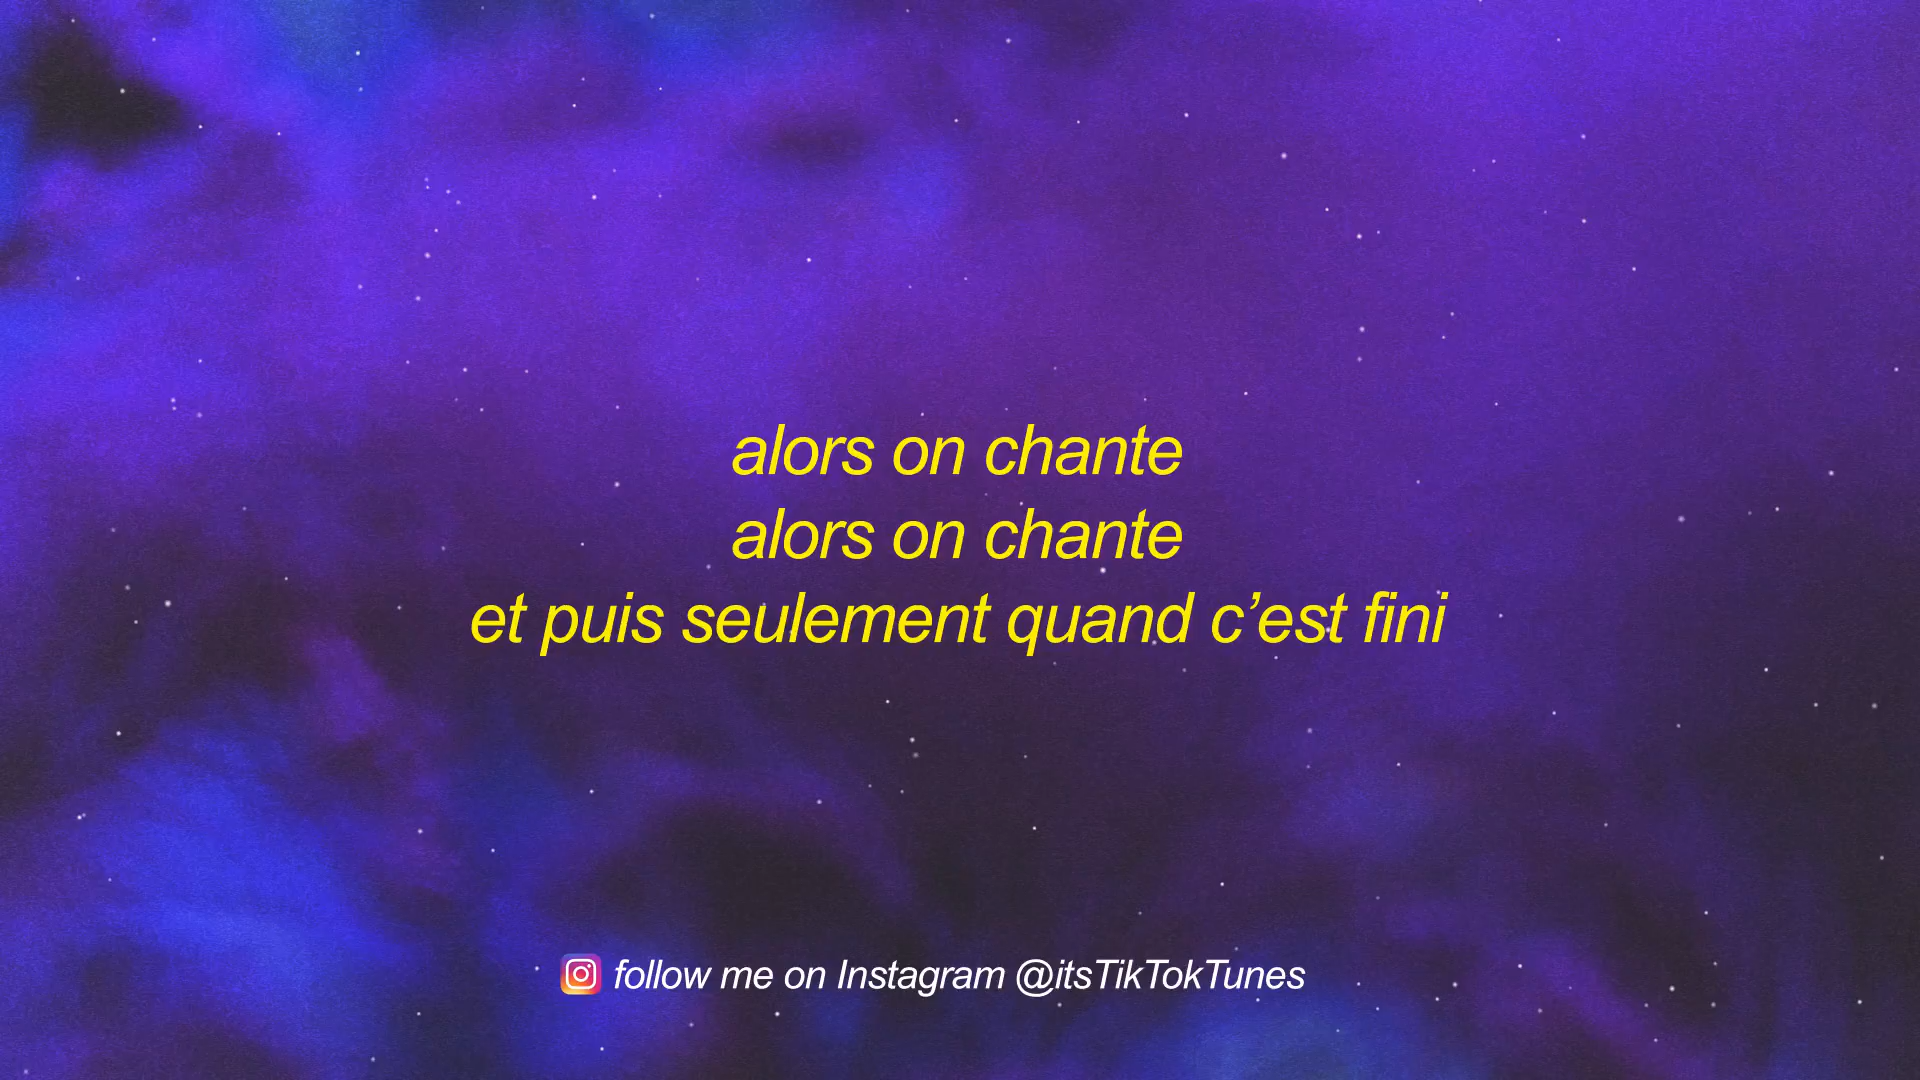 alors on chante
alors on chante
et puis seulement quand c’est fini
follow me on Instagram @itsTikTokTunes